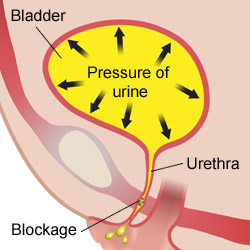 Bladder
Pressure of
urine
Urethra
Blockage